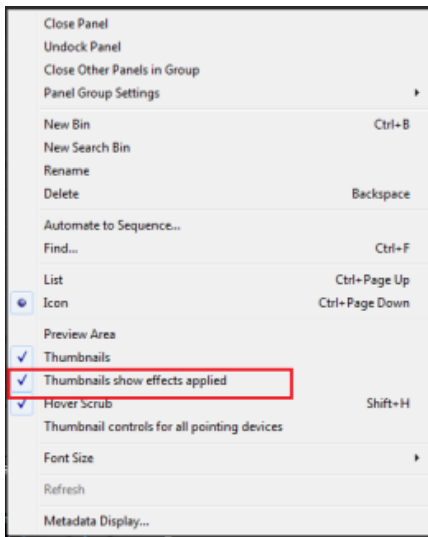 Close Panel
Undock Panel
Close Other Panels in Group
Panel Group Settings
New Bin Ctrl+B
New Search Bin
Rename
Delete Backspace
Automate to Sequence...
Find... Ctrl+F
List Ctrl+Page Up
Icon Ctrl+Page Down
Preview Area
Thumbnails
Thumbnails show effects applied
Hover Scrub Shift+H
Thumbnail controls for all pointing devices
Font Size
Refresh
Metadata Display...